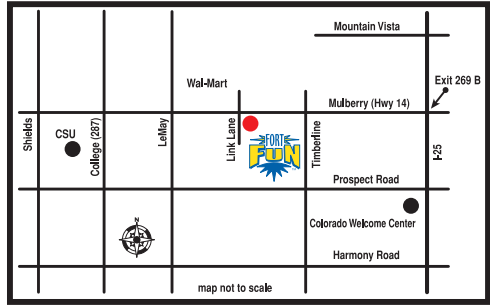 Mountain Vista
Wal-Mart
Exit 269 B
Mulberry (Hwy 14)
Shields
CSU
College (287)
LeMay
Link Lane
FORT
FUN
Timberline
I-25
Prospect Road
Colorado Welcome Center
N
Harmony Road
map not to scale